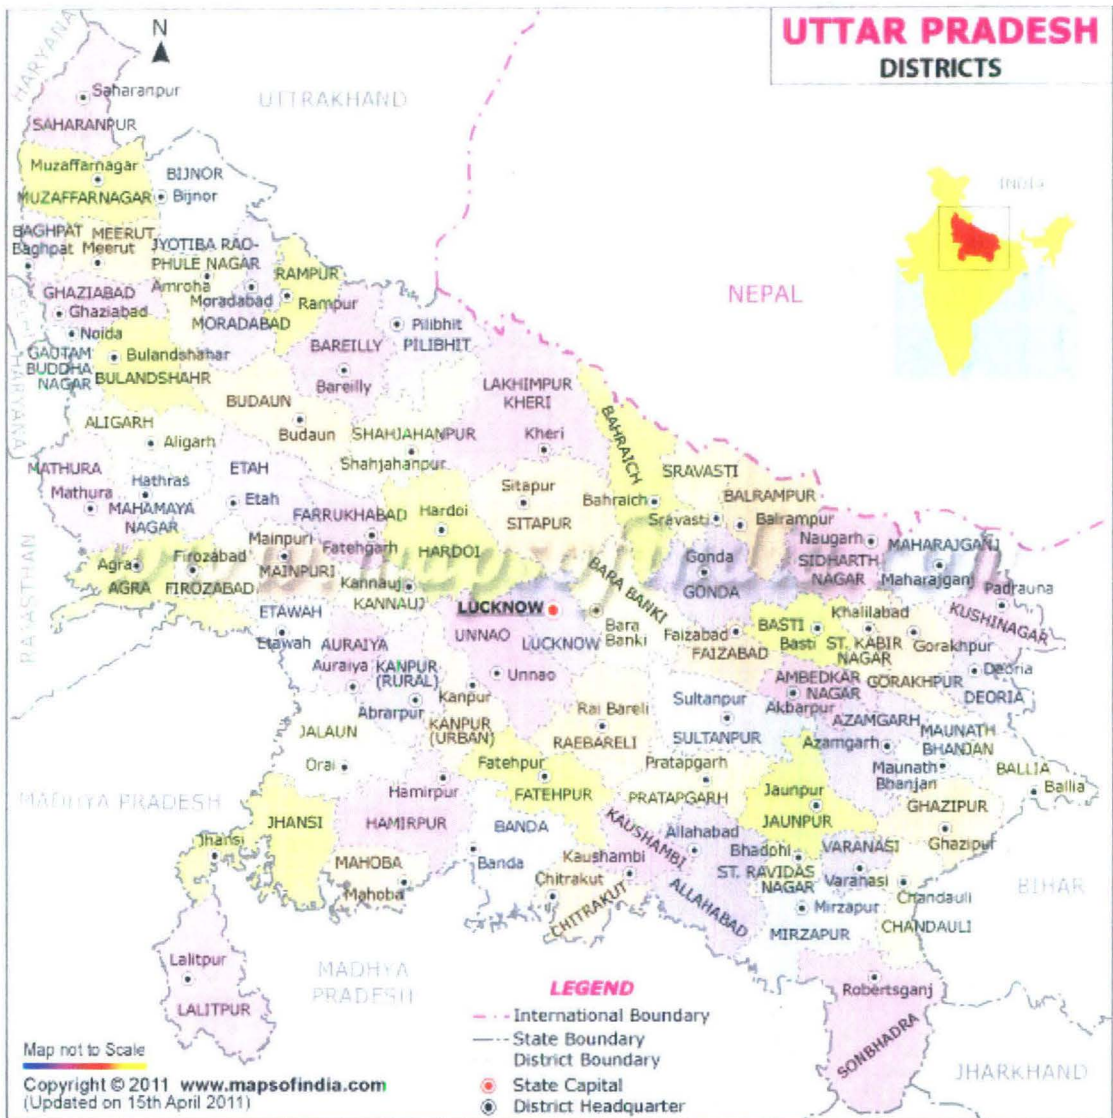 UTTAR PRADESH
DISTRICTS
N
HARYANA
UTTRAKHAND
Saharanpur
SAHARANPUR
Muzaffarnagar
MUZAFFARNAGAR
BIJNOR
Bijnor
INDIA
BAGHPAT
Baghpat
MEERUT
Meerut
JYOTIBA RAO-
PHULE NAGAR
Amroha
RAMPUR
Rampur
GHAZIABAD
Ghaziabad
Moradabad
MORADABAD
NEPAL
Noida
GAUTAM
BUDDHA
NAGAR
Bulandshahar
BULANDSHAHR
Pilibhit
PILIBHIT
BAREILLY
Bareilly
HARYANA
LAKHIMPUR
KHERI
Kheri
BUDAUN
Budaun
ALIGARH
Aligarh
SHAHJAHANPUR
Shahjahanpur
BAHRAICH
Bahraich
SRAVASTI
Sravasti
MATHURA
Mathura
Hathras
MAHAMAYA
NAGAR
ETAH
Etah
Sitapur
SITAPUR
BALRAMPUR
Balrampur
FARRUKHABAD
Fatehgarh
Hardoi
HARDOI
RAJASTHAN
Agra
AGRA
Firozabad
FIROZABAD
Mainpuri
MAINPURI
Kannauj
KANNAUJ
Gonda
GONDA
Naugarh
SIDHARTH
NAGAR
MAHARAJGANJ
Maharajganj
Padrauna
KUSHINAGAR
BARA BANKI
Bara
Banki
LUCKNOW
LUCKNOW
ETAWAH
Etawah
UNNAO
Unnao
Faizabad
FAIZABAD
BASTI
Basti
Khalilabad
ST. KABIR
NAGAR
Gorakhpur
GORAKHPUR
Deoria
DEORIA
AURAIYA
Auraiya
KANPUR
(RURAL)
Abrarpur
Kanpur
KANPUR
(URBAN)
Rai Bareli
RAEBARELI
Sultanpur
SULTANPUR
AMBEDKAR
NAGAR
Akbarpur
AZAMGARH
Azamgarh
MAUNATH
BHANJAN
Maunath
Bhanjan
JALAUN
Orai
BALLIA
Ballia
Fatehpur
FATEHPUR
Pratapgarh
PRATAPGARH
Jaunpur
JAUNPUR
GHAZIPUR
Ghazipur
MADHYA PRADESH
Hamirpur
HAMIRPUR
JHANSI
Jhansi
BANDA
Banda
KAUSHAMBI
Kaushambi
Allahabad
ALLAHABAD
Bhadohi
ST. RAVIDAS
NAGAR
VARANASI
Varanasi
MAHOBA
Mahoba
Chitrakut
CHITRAKUT
Mirzapur
MIRZAPUR
Chandauli
CHANDAULI
BIHAR
Lalitpur
LALITPUR
MADHYA
PRADESH
Robertsganj
SONBHADRA
JHARKHAND
LEGEND
International Boundary
State Boundary
District Boundary
State Capital
District Headquarter
Map not to Scale
Copyright © 2011 www.mapsofindia.com
(Updated on 15th April 2011)